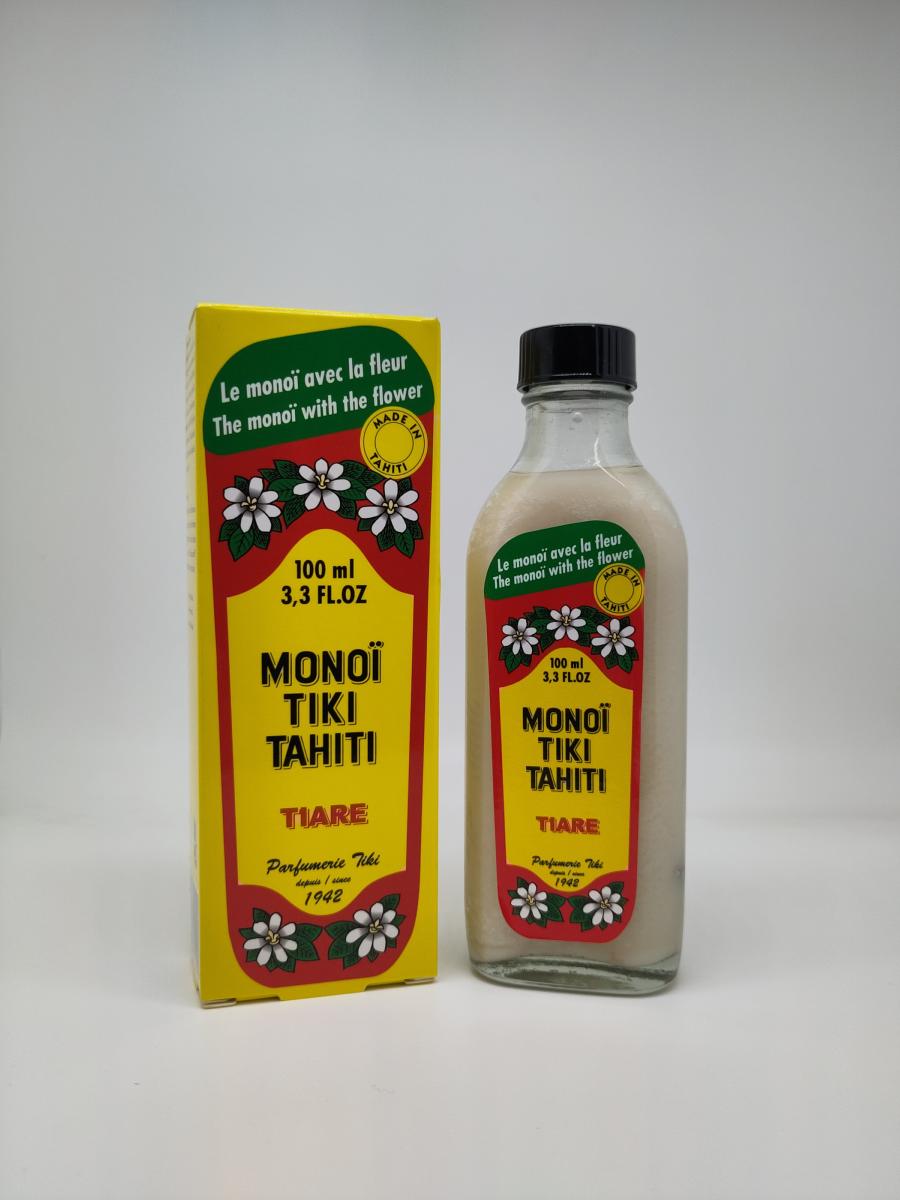 Le monoï avec la fleur
The monoï with the flower
MADE IN
TAHITI
100 ml
3,3 FL.OZ
MONOÏ
TIKI
TAHITI
TIARE
Parfumerie Tiki
depuis / since
1942
Le monoï avec la fleur
The monoï with the flower
MADE IN
TAHITI
100 ml
3,3 FL.OZ
MONOÏ
TIKI
TAHITI
TIARE
Parfumerie Tiki
depuis / since
1942